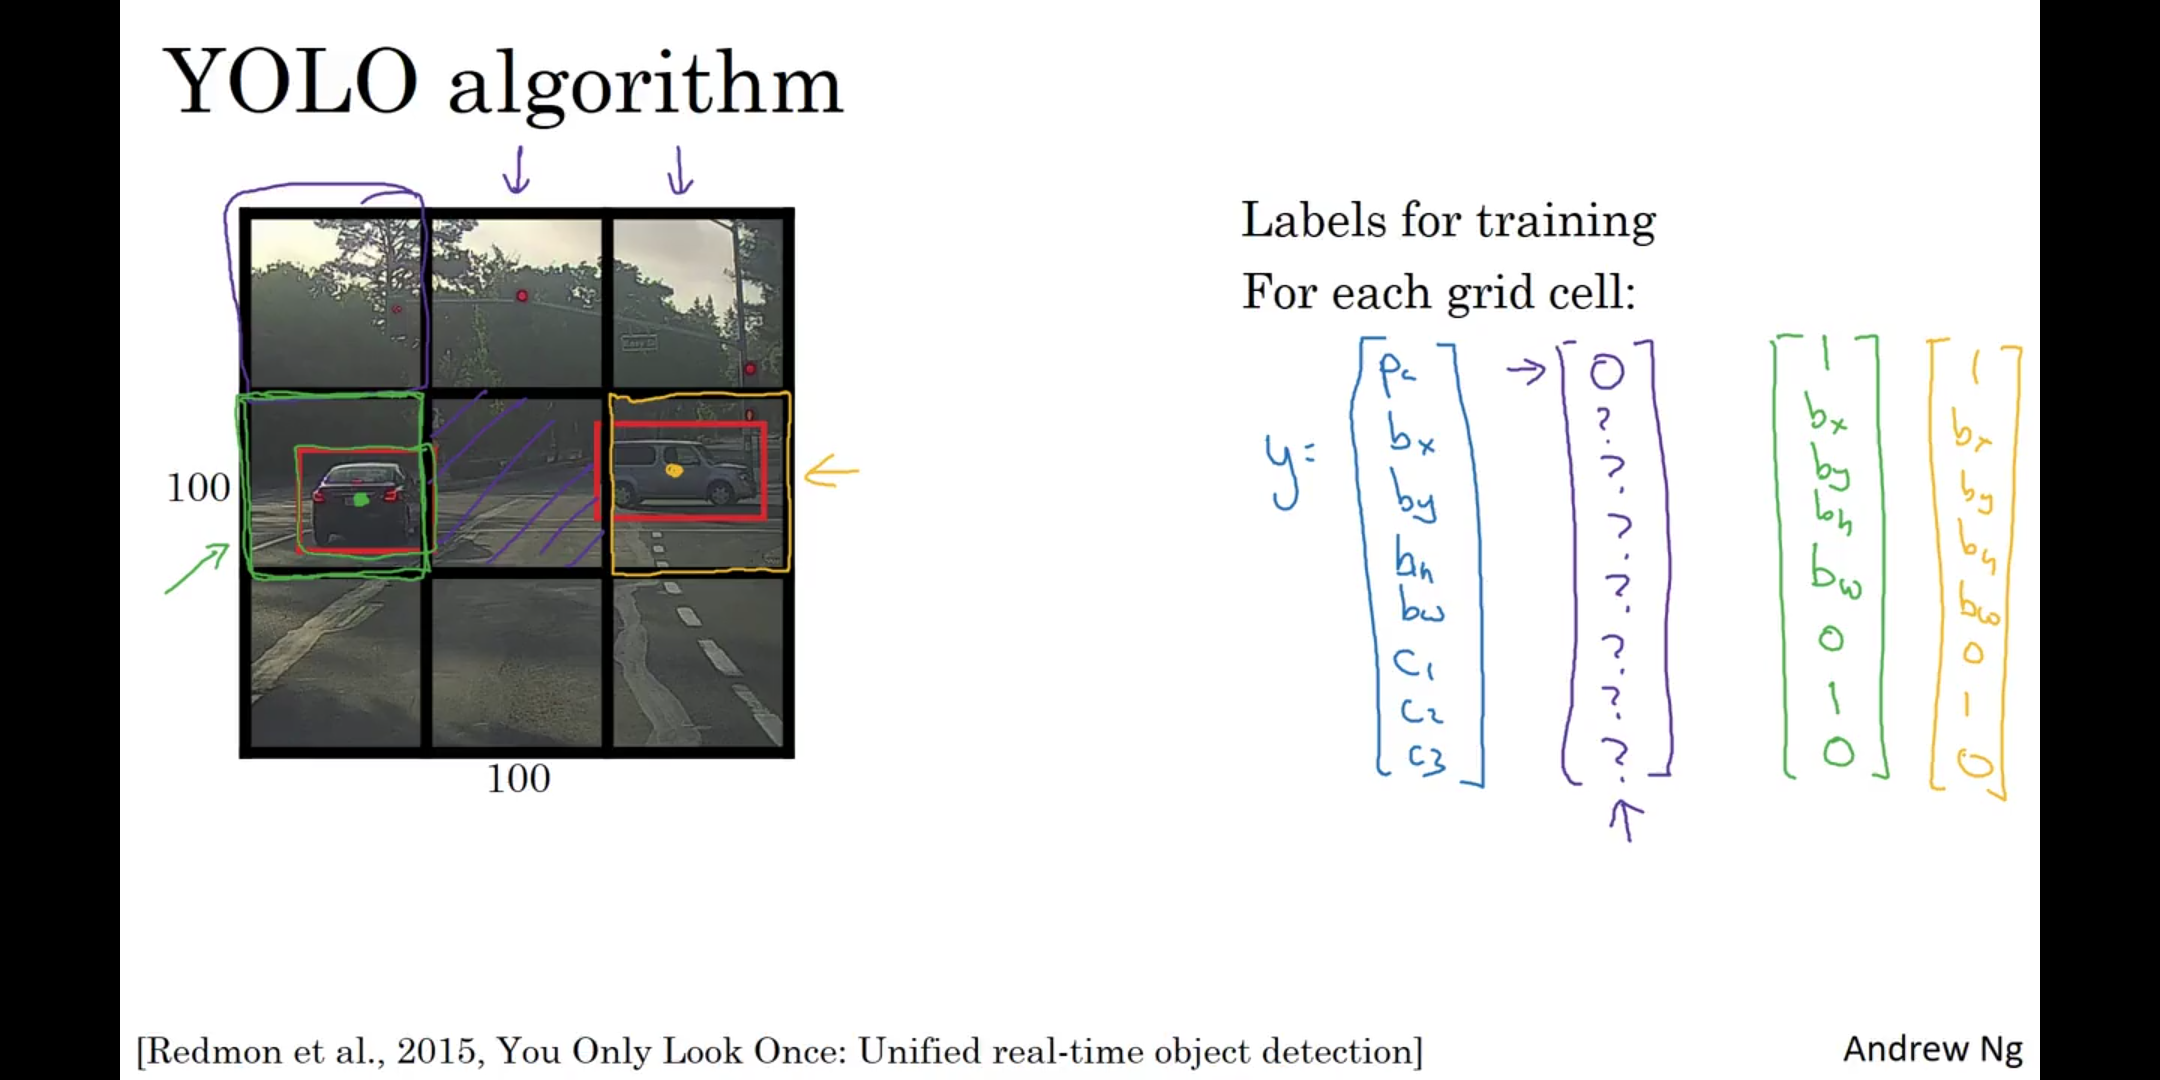 YOLO algorithm
100
100
Labels for training
For each grid cell:
y=
pc
bx
by
bh
bw
c1
c2
c3
0
?
?
?
?
?
?
?
1
bx
by
bh
bw
0
1
0
1
bx
by
bh
bw
0
1
0
[Redmon et al., 2015, You Only Look Once: Unified real-time object detection]
Andrew Ng